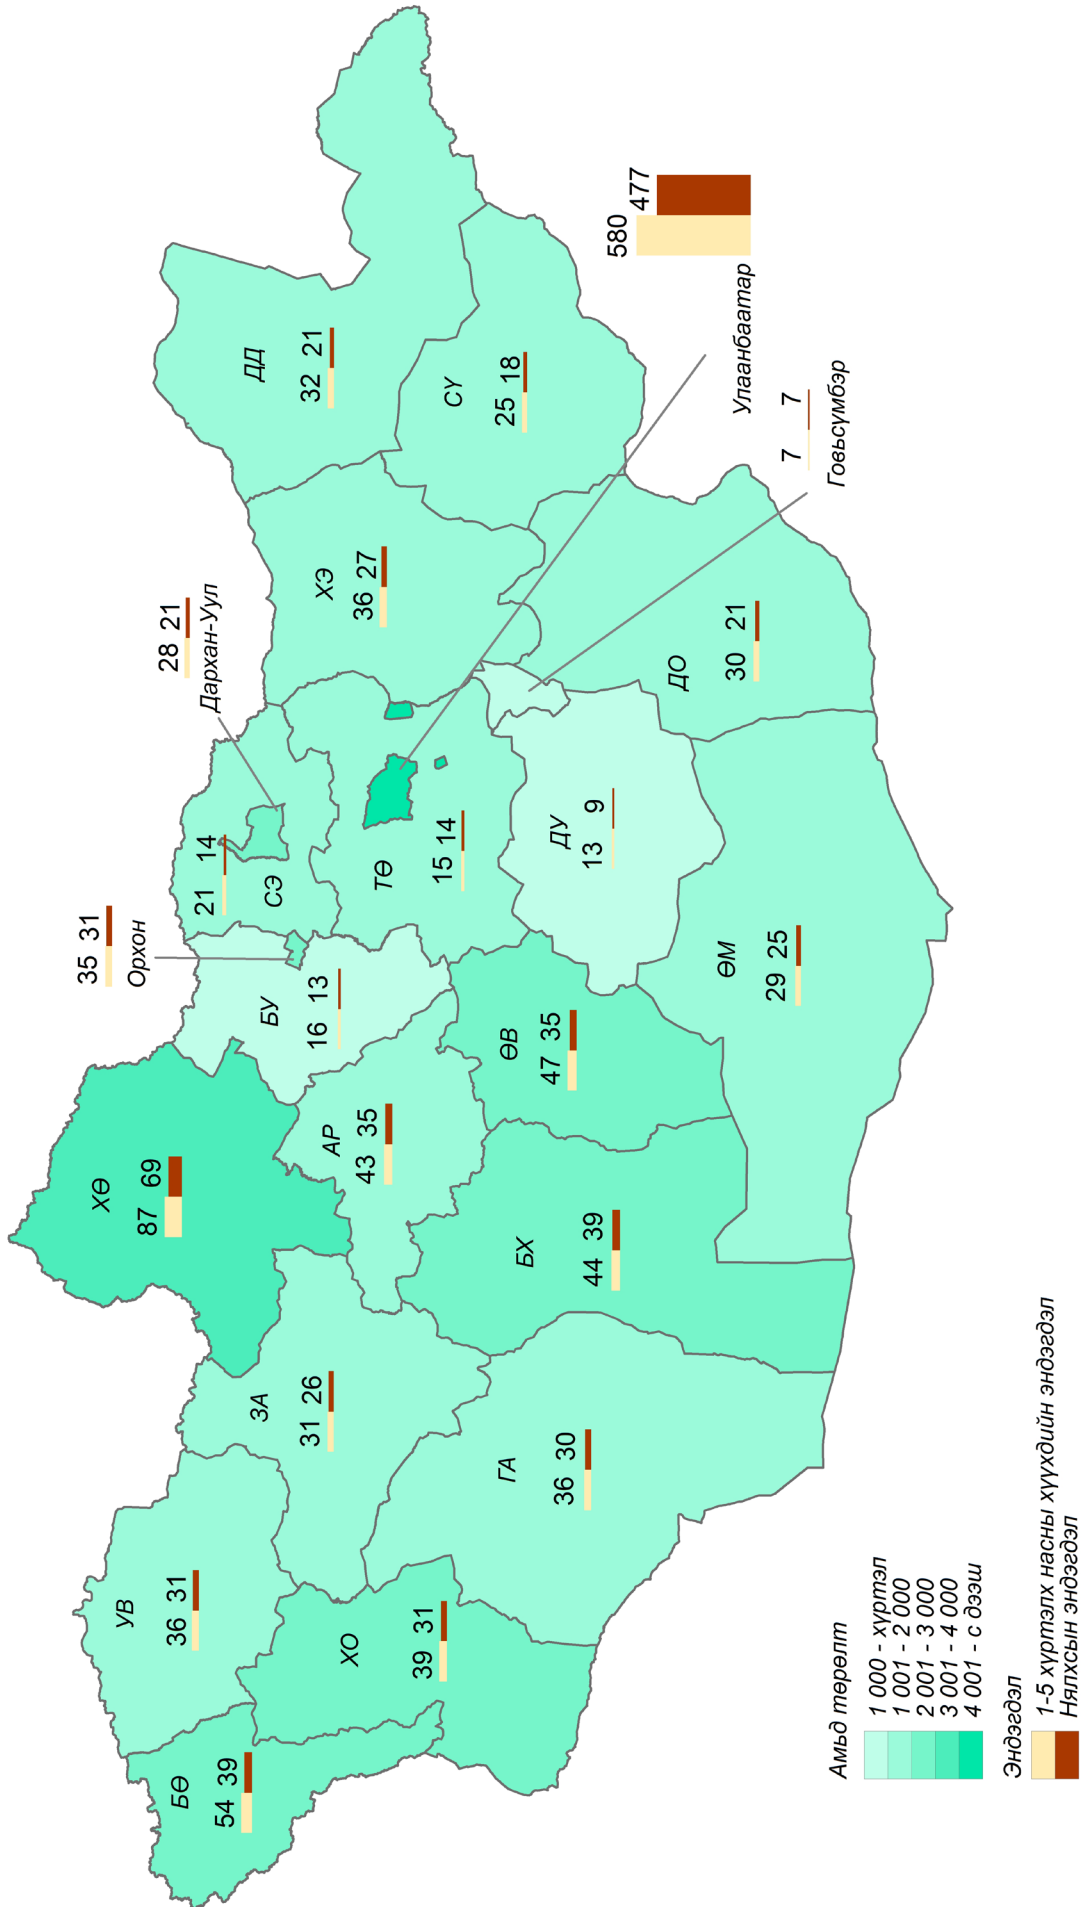 ХӨ
87 69
УВ
36 31
БӨ
54 39
ХО
39 31
ЗА
31 26
ГА
36 30
БХ
44 39
АР
43 35
БУ
16 13
35 31
Орхон
ӨВ
47 35
21 14
СЭ
28 21
Дархан-Уул
ТӨ
15 14
ДУ
13 9
ӨМ
29 25
ХЭ
36 27
ДД
32 21
СҮ
25 18
ДО
30 21
580 477
Улаанбаатар
7 7
Говьсүмбэр
Амьд төрөлт
1 000 - хүртэл
1 001 - 2 000
2 001 - 3 000
3 001 - 4 000
4 001 - с дээш
Эндэгдэл
1-5 хүртэлх насны хүүхдийн эндэгдэл
Нялхсын эндэгдэл